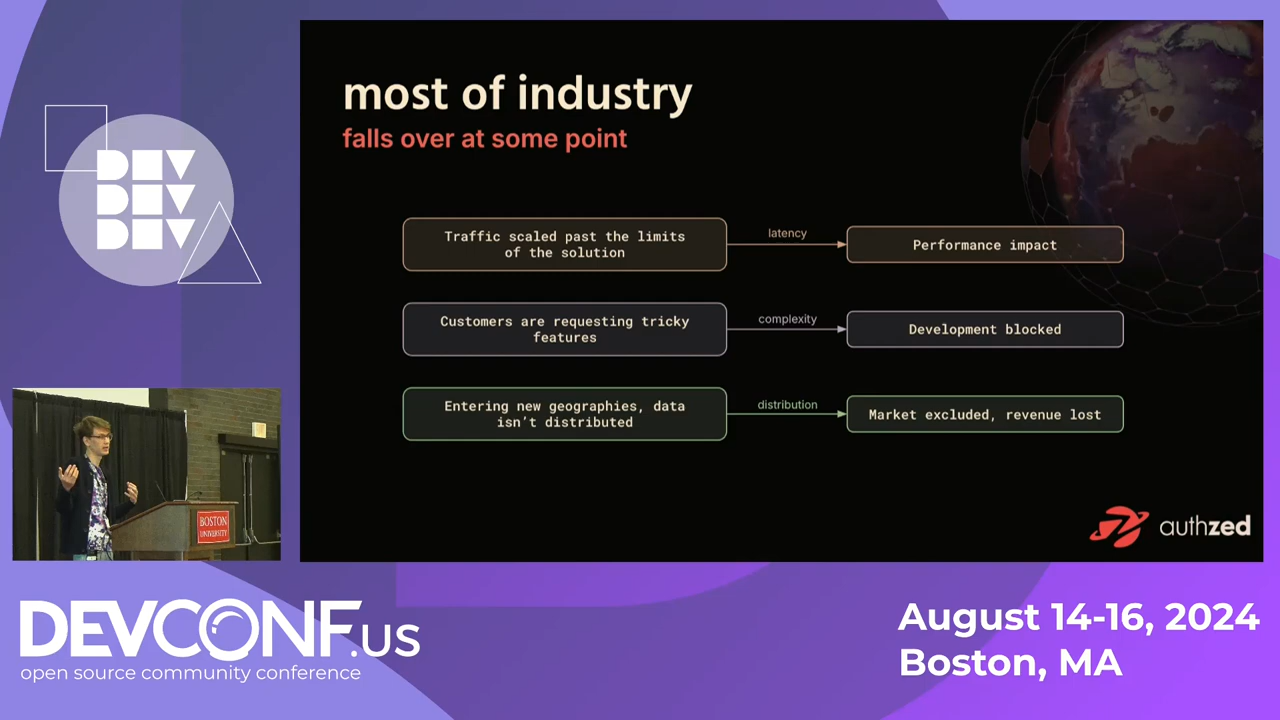 most of industry
falls over at some point
Traffic scaled past the limits
of the solution
latency
Performance impact
Customers are requesting tricky
features
complexity
Development blocked
Entering new geographies, data
isn't distributed
distribution
Market excluded, revenue lost
authzed
DEV
DEV
DEV
BOSTON
UNIVERSITY
DEVCONF.us
open source community conference
August 14-16, 2024
Boston, MA